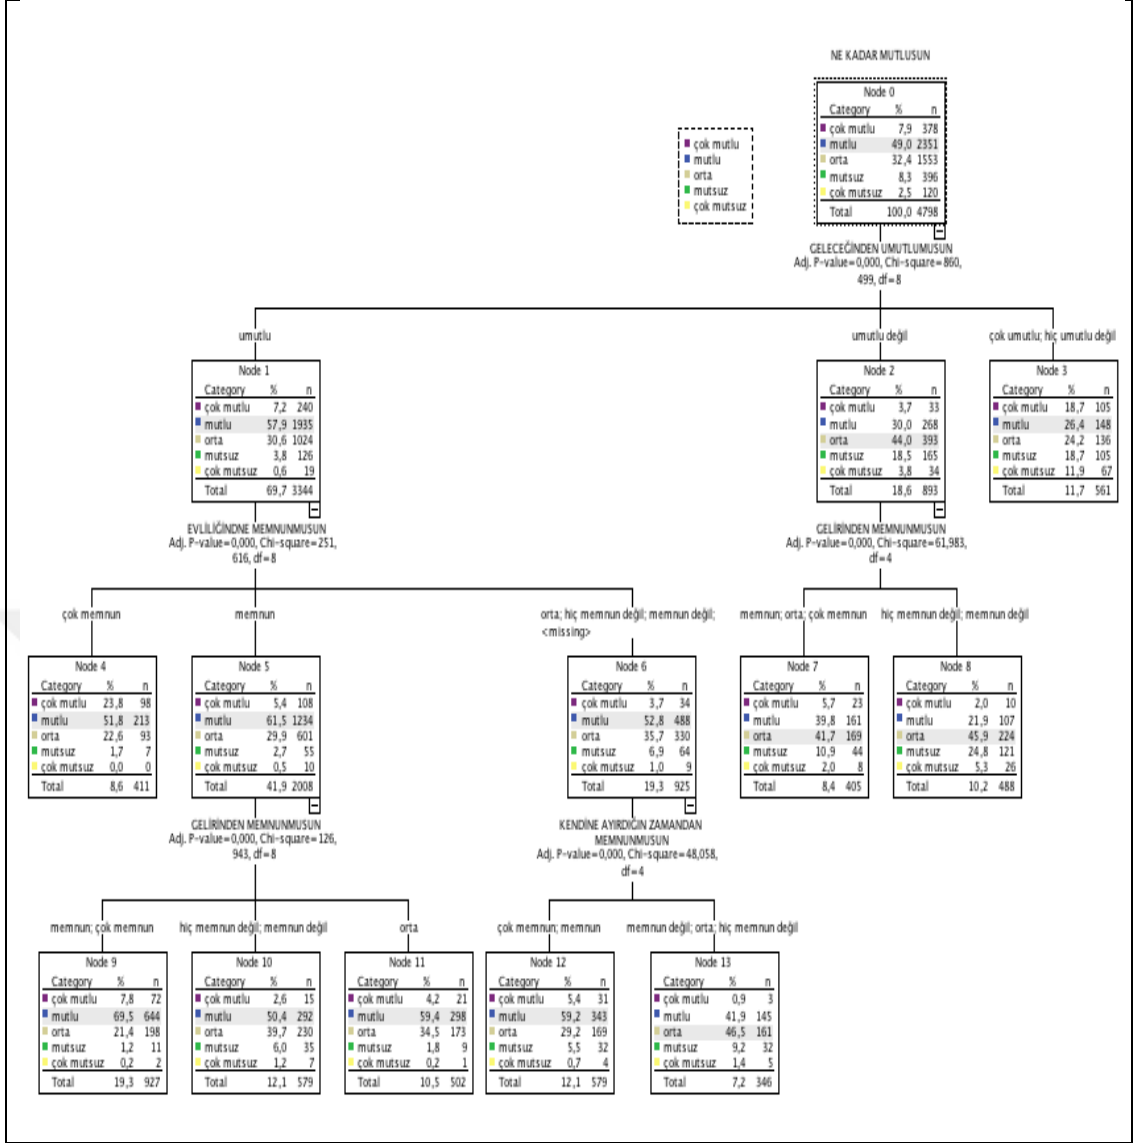 NE KADAR MUTLUSUN
Node 0
Category % n
çok mutlu 7,9 378
mutlu 49,0 2351
orta 32,4 1553
mutsuz 8,3 396
çok mutsuz 2,5 120
Total 100,0 4798
çok mutlu
mutlu
orta
mutsuz
çok mutsuz
GELECEĞİNDEN UMUTLUMUSUN
Adj. P-value=0,000, Chi-square=860,
499, df=8
umutlu
umutlu değil
çok umutlu; hiç umutlu değil
Node 1
Category % n
çok mutlu 7,2 240
mutlu 57,9 1935
orta 30,6 1024
mutsuz 3,8 126
çok mutsuz 0,6 19
Total 69,7 3344
Node 2
Category % n
çok mutlu 3,7 33
mutlu 30,0 268
orta 44,0 393
mutsuz 18,5 165
çok mutsuz 3,8 34
Total 18,6 893
Node 3
Category % n
çok mutlu 18,7 105
mutlu 26,4 148
orta 24,2 136
mutsuz 18,7 105
çok mutsuz 11,9 67
Total 11,7 561
EVLİLİĞİNDNE MEMNUNMUSUN
Adj. P-value=0,000, Chi-square=251,
616, df=8
GELİRİNDEN MEMNUNMUSUN
Adj. P-value=0,000, Chi-square=61,983,
df=4
çok memnun
memnun
orta; hiç memnun değil; memnun değil;
<missing>
memnun; orta; çok memnun
hiç memnun değil; memnun değil
Node 4
Category % n
çok mutlu 23,8 98
mutlu 51,8 213
orta 22,6 93
mutsuz 1,7 7
çok mutsuz 0,0 0
Total 8,6 411
Node 5
Category % n
çok mutlu 5,4 108
mutlu 61,5 1234
orta 29,9 601
mutsuz 2,7 55
çok mutsuz 0,5 10
Total 41,9 2008
Node 6
Category % n
çok mutlu 3,7 34
mutlu 52,8 488
orta 35,7 330
mutsuz 6,9 64
çok mutsuz 1,0 9
Total 19,3 925
Node 7
Category % n
çok mutlu 5,7 23
mutlu 39,8 161
orta 41,7 169
mutsuz 10,9 44
çok mutsuz 2,0 8
Total 8,4 405
Node 8
Category % n
çok mutlu 2,0 10
mutlu 21,9 107
orta 45,9 224
mutsuz 24,8 121
çok mutsuz 5,3 26
Total 10,2 488
GELİRİNDEN MEMNUNMUSUN
Adj. P-value=0,000, Chi-square=126,
943, df=8
KENDİNE AYIRDIĞIN ZAMANDAN
MEMNUNMUSUN
Adj. P-value=0,000, Chi-square=48,058,
df=4
memnun; çok memnun
hiç memnun değil; memnun değil
orta
çok memnun; memnun
memnun değil; orta; hiç memnun değil
Node 9
Category % n
çok mutlu 7,8 72
mutlu 69,5 644
orta 21,4 198
mutsuz 1,2 11
çok mutsuz 0,2 2
Total 19,3 927
Node 10
Category % n
çok mutlu 2,6 15
mutlu 50,4 292
orta 39,7 230
mutsuz 6,0 35
çok mutsuz 1,2 7
Total 12,1 579
Node 11
Category % n
çok mutlu 4,2 21
mutlu 59,4 298
orta 34,5 173
mutsuz 1,8 9
çok mutsuz 0,2 1
Total 10,5 502
Node 12
Category % n
çok mutlu 5,4 31
mutlu 59,2 343
orta 29,2 169
mutsuz 5,5 32
çok mutsuz 0,7 4
Total 12,1 579
Node 13
Category % n
çok mutlu 0,9 3
mutlu 41,9 145
orta 46,5 161
mutsuz 9,2 32
çok mutsuz 1,4 5
Total 7,2 346